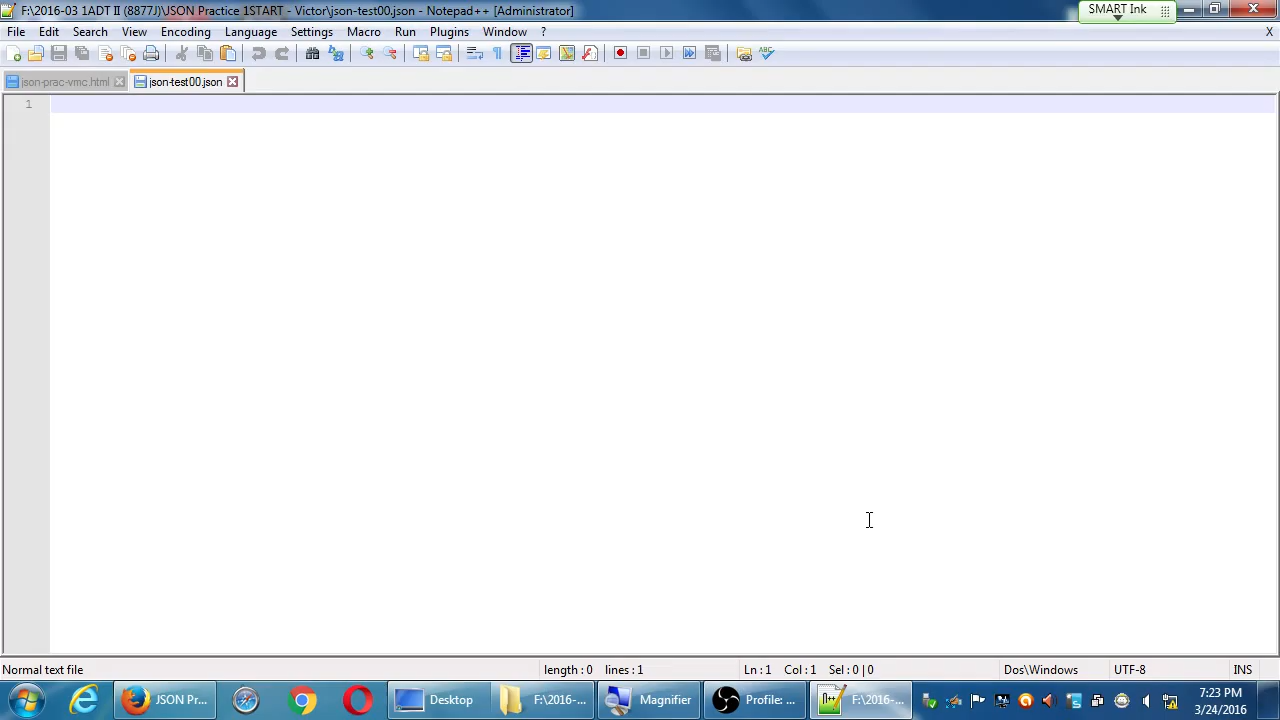 F:\2016-03 1ADT II (8877J)\JSON Practice 1START - Victor\json-test00.json - Notepad++ [Administrator]
SMART Ink
File Edit Search View Encoding Language Settings Macro Run Plugins Window ? X
json-prac-vmc.html json-test00.json
1
Normal text file length : 0 lines : 1 Ln : 1 Col : 1 Sel : 0 | 0 Dos\Windows UTF-8 INS
JSON Pr... Desktop F:\2016-... Magnifier Profile: ... F:\2016-... 7:23 PM
3/24/2016